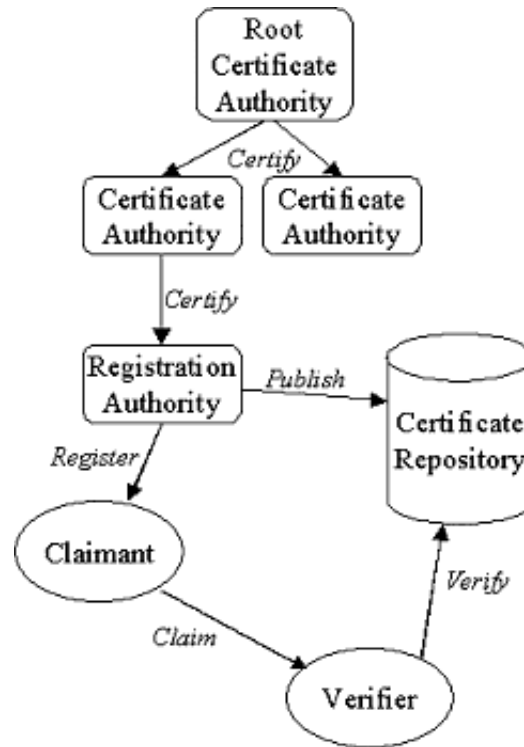 Root
Certificate
Authority
Certify
Certificate
Authority
Certificate
Authority
Certify
Registration
Authority
Publish
Certificate
Repository
Register
Claimant
Verify
Claim
Verifier